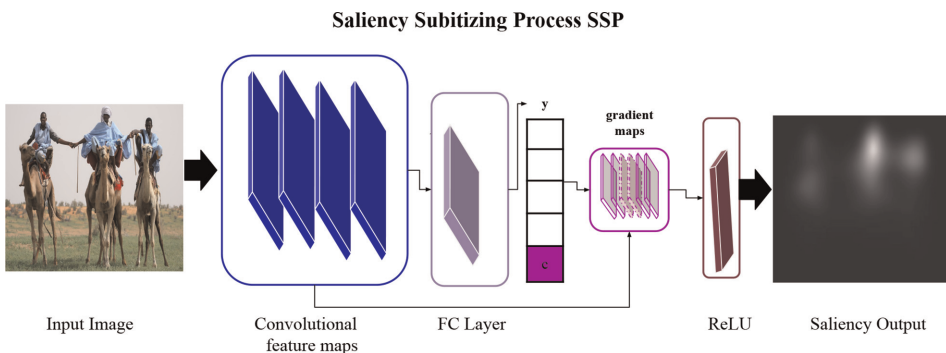 Saliency Subitizing Process SSP
y
gradient
maps
c
Input Image
Convolutional
feature maps
FC Layer
ReLU
Saliency Output